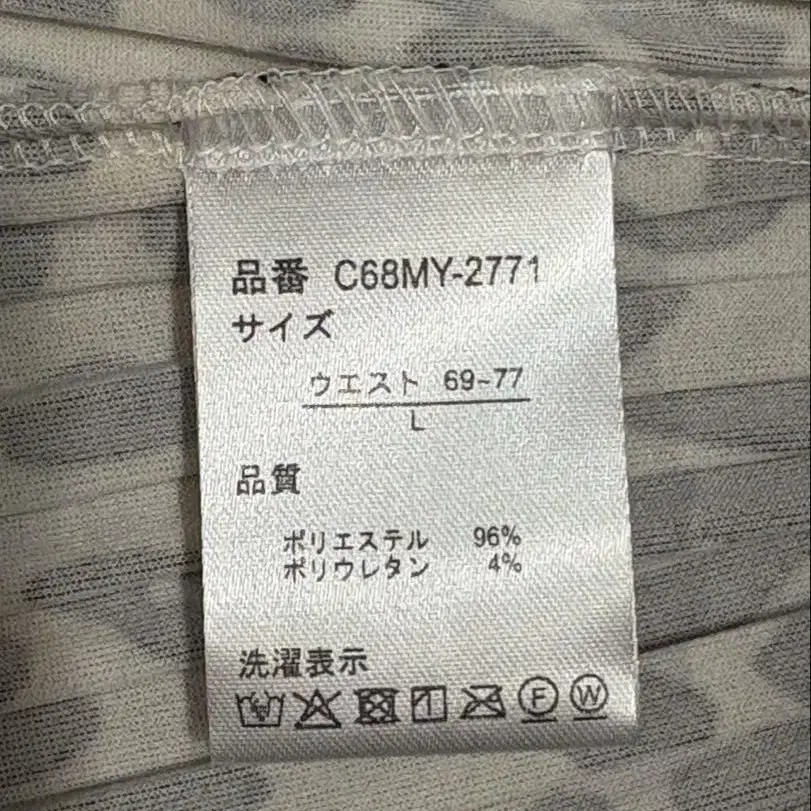 品番 C68MY-2771
サイズ
ウエスト 69~77
L
品質
ポリエステル 96%
ポリウレタン 4%
洗濯表示
F W